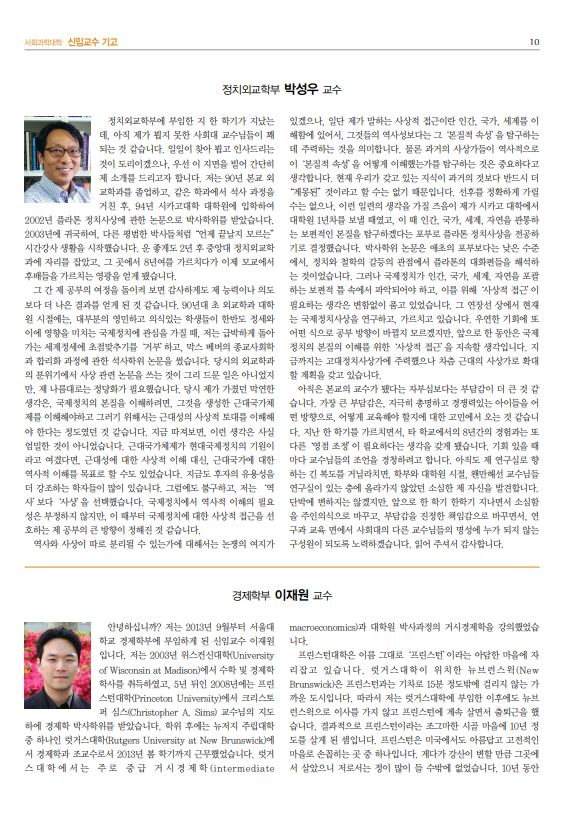 사회과학대학 신임교수 기고
10
정치외교학부 박성우 교수
정치외교학부에 부임한 지 한 학기가 지났는
데, 아직 제가 뵙지 못한 사회대 교수님들이 꽤
되는 것 같습니다. 일일이 찾아 뵙고 인사드리는
것이 도리이겠으나, 우선 이 지면을 빌어 간단히
제 소개를 드리고자 합니다. 저는 90년 본교 외
교학과를 졸업하고, 같은 학과에서 석사 과정을
거친 후, 94년 시카고대학 대학원에 입학하여
2002년 플라톤 정치사상에 관한 논문으로 박사학위를 받았습니다.
2003년에 귀국하여, 다른 평범한 박사들처럼 “언제 끝날지 모르는”
시간강사 생활을 시작했습니다. 운 좋게도 2년 후 중앙대 정치외교학
과에 자리를 잡았고, 그 곳에서 8년여를 가르치다가 이제 모교에서
후배들을 가르치는 영광을 얻게 됐습니다.
그 간 제 공부의 여정을 돌이켜 보면 감사하게도 제 능력이나 의도
보다 더 나은 결과를 얻게 된 것 같습니다. 90년대 초 외교학과 대학
원 시절에는, 대부분의 영민하고 의식있는 학생들이 한반도 정세와
이에 영향을 미치는 국제정치에 관심을 가질 때, 저는 급박하게 돌아
가는 세계정세에 초점맞추기를 ‘거부’하고, 막스 베버의 종교사회학
과 합리화 과정에 관한 석사학위 논문을 썼습니다. 당시의 외교학과
의 분위기에서 사상 관련 논문을 쓰는 것이 그리 드문 일은 아니었지
만, 제 나름대로는 정당화가 필요했습니다. 당시 제가 가졌던 막연한
생각은, 국제정치의 본질을 이해하려면, 그것을 생성한 근대국가체
제를 이해해야하고 그러기 위해서는 근대성의 사상적 토대를 이해해
야 한다는 정도였던 것 같습니다. 지금 따져보면, 이런 생각은 사실
엄밀한 것이 아니었습니다. 근대국가체제가 현대국제정치의 기원이
라고 여겼다면, 근대성에 대한 사상적 이해 대신, 근대국가에 대한
역사적 이해를 목표로 할 수도 있었습니다. 지금도 후자의 유용성을
더 강조하는 학자들이 많이 있습니다. 그럼에도 불구하고, 저는 ‘역
사’보다 ‘사상’을 선택했습니다. 국제정치에서 역사적 이해의 필요
성은 부정하지 않지만, 이 때부터 국제정치에 대한 사상적 접근을 선
호하는 제 공부의 큰 방향이 정해진 것 같습니다.
역사와 사상이 따로 분리될 수 있는가에 대해서는 논쟁의 여지가
있겠으나, 일단 제가 말하는 사상적 접근이란 인간, 국가, 세계를 이
해함에 있어서, 그것들의 역사성보다는 그 ‘본질적 속성’을 탐구하는
데 주력하는 것을 의미합니다. 물론 과거의 사상가들이 역사적으로
이 ‘본질적 속성’을 어떻게 이해했는가를 탐구하는 것은 중요하다고
생각합니다. 현재 우리가 갖고 있는 지식이 과거의 것보다 반드시 더
“계몽된” 것이라고 할 수는 없기 때문입니다. 선후를 정확하게 가릴
수는 없으나, 이런 일련의 생각을 가질 즈음이 제가 시카고 대학에서
대학원 1년차를 보낼 때였고, 이 때 인간, 국가, 세계, 자연을 관통하
는 보편적인 본질을 탐구하겠다는 포부로 플라톤 정치사상을 전공하
기로 결정했습니다. 박사학위 논문은 애초의 포부보다는 낮은 수준
에서, 정치와 철학의 갈등의 관점에서 플라톤의 대화편들을 해석하
는 것이었습니다. 그러나 국제정치가 인간, 국가, 세계, 자연을 포괄
하는 보편적 틀 속에서 파악되어야 하고, 이를 위해 ‘사상적 접근’이
필요하는 생각은 변함없이 품고 있었습니다. 그 연장선 상에서 현재
는 국제정치사상을 연구하고, 가르치고 있습니다. 우연한 기회에 또
어떤 식으로 공부 방향이 바뀔지 모르겠지만, 앞으로 한 동안은 국제
정치의 본질의 이해를 위한 ‘사상적 접근’을 지속할 생각입니다. 지
금까지는 고대정치사상가에 주력했으나 차츰 근대의 사상가로 확대
할 계획을 갖고 있습니다.
아직은 본교의 교수가 됐다는 자부심보다는 부담감이 더 큰 것 같
습니다. 가장 큰 부담감은, 지극히 총명하고 경쟁력있는 아이들을 어
떤 방향으로, 어떻게 교육해야 할지에 대한 고민에서 오는 것 같습니
다. 지난 한 학기를 가르치면서, 타 학교에서의 8년간의 경험과는 또
다른 ‘영점 조정’이 필요하다는 생각을 갖게 됐습니다. 기회 있을 때
마다 교수님들의 조언을 경청하려고 합니다. 아직도 제 연구실로 향
하는 긴 복도를 거닐라치면, 학부와 대학원 시절, 왠만해선 교수님들
연구실이 있는 층에 올라가지 않았던 소심한 제 자신을 발견합니다.
단박에 변하지는 않겠지만, 앞으로 한 학기 한학기 지나면서 소심함
을 주인의식으로 바꾸고, 부담감을 진정한 책임감으로 바꾸면서, 연
구과 교육 면에서 사회대의 다른 교수님들의 명성에 누가 되지 않는
구성원이 되도록 노력하겠습니다. 읽어 주셔서 감사합니다.
경제학부 이재원 교수
안녕하십니까? 저는 2013년 9월부터 서울대
학교 경제학부에 부임하게 된 신임교수 이재원
입니다. 저는 2003년 위스컨신대학(University
of Wisconsin at Madison)에서 수학 및 경제학
학사를 취득하였고, 5년 뒤인 2008년에는 프린
스턴대학(Princeton University)에서 크리스토
퍼 심스(Christopher A. Sims) 교수님의 지도
하에 경제학 박사학위를 받았습니다. 학위 후에는 뉴저지 주립대학
중 하나인 럿거스대학(Rutgers University at New Brunswick)에
서 경제학과 조교수로서 2013년 봄 학기까지 근무했었습니다. 럿거
스대학에서는 주로 중급 거시경제학(intermediate
macroeconomics)과 대학원 박사과정의 거시경제학을 강의했었습
니다.
프린스턴대학은 이름 그대로 ‘프린스턴’이라는 아담한 마을에 자
리잡고 있습니다. 럿거스대학이 위치한 뉴브런스윅(New
Brunswick)은 프린스턴과는 기차로 15분 정도밖에 걸리지 않는 가
까운 도시입니다. 따라서 저는 럿거스대학에 부임한 이후에도 뉴브
런스윅으로 이사를 가지 않고 프린스턴에 계속 살면서 출퇴근을 했
습니다. 결과적으로 프린스턴이라는 조그마한 시골 마을에 10년 정
도를 살게 된 셈입니다. 프린스턴은 미국에서도 아름답고 고전적인
마을로 손꼽히는 곳 중 하나입니다. 게다가 강산이 변할 만큼 그곳에
서 살았으니 저로서는 정이 많이 들 수밖에 없었습니다. 10년 동안